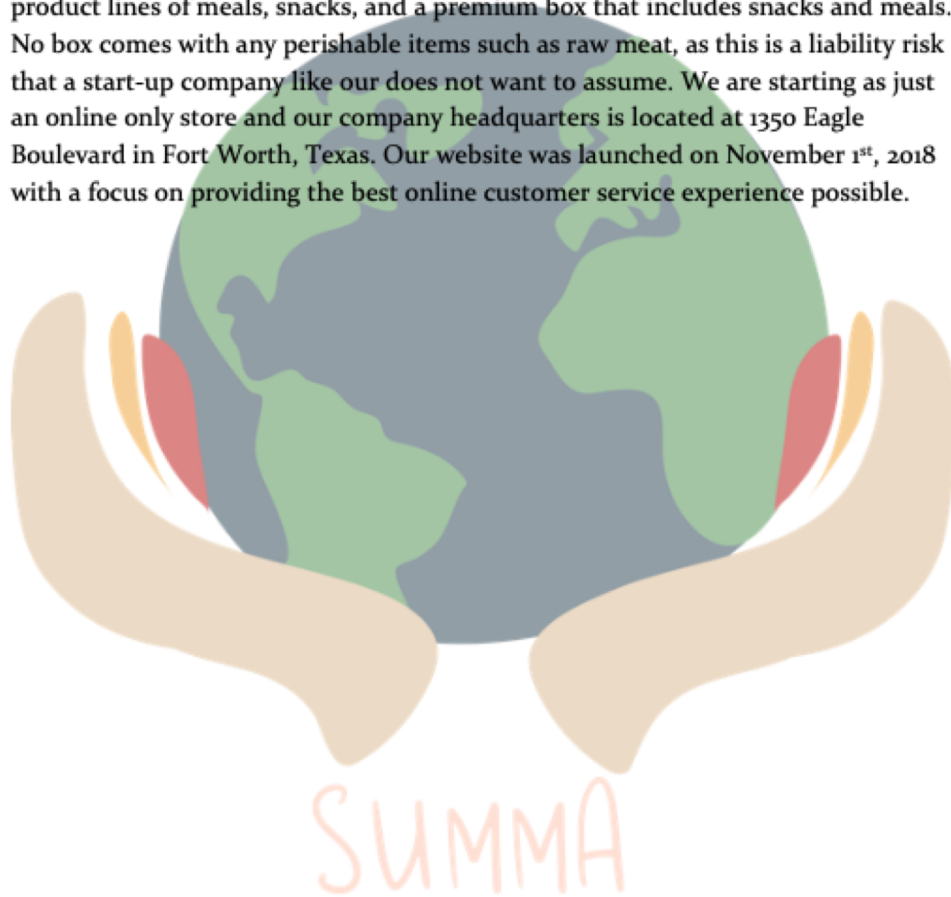 product lines of meals, snacks, and a premium box that includes snacks and meals.
No box comes with any perishable items such as raw meat, as this is a liability risk
that a start-up company like our does not want to assume. We are starting as just
an online only store and our company headquarters is located at 1350 Eagle
Boulevard in Fort Worth, Texas. Our website was launched on November 1st, 2018
with a focus on providing the best online customer service experience possible.
SUMMA